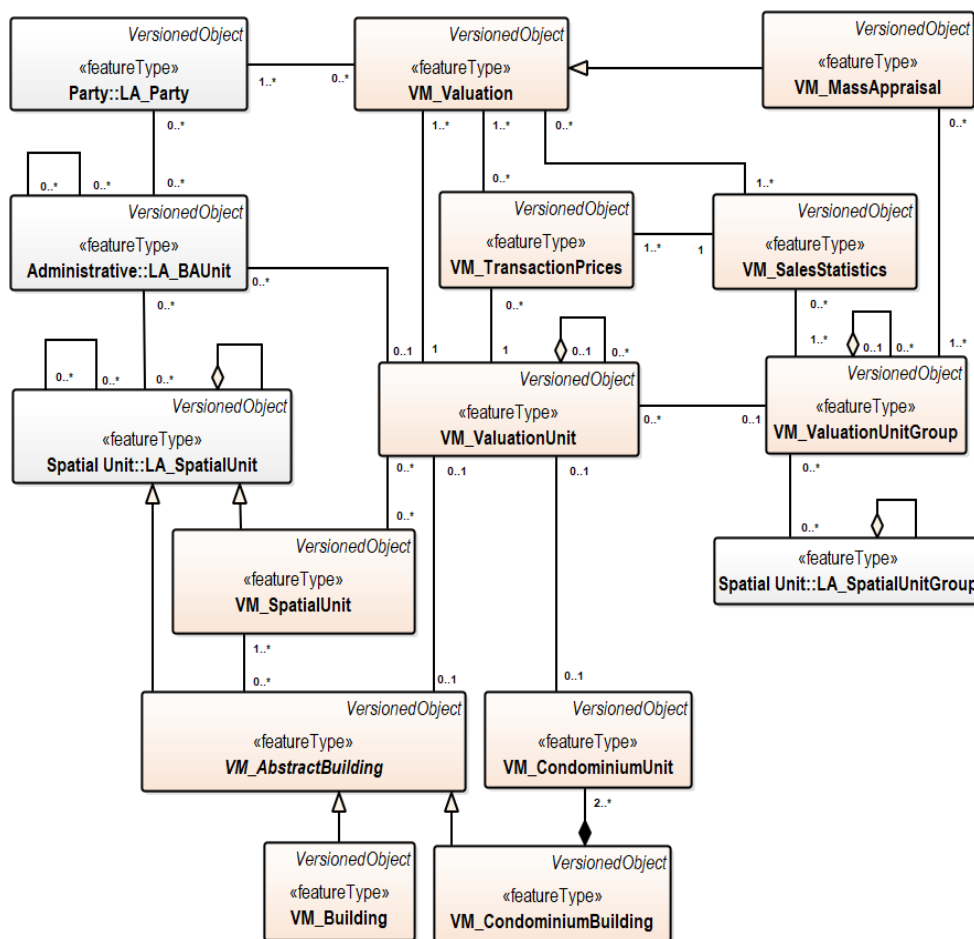 VersionedObject
«featureType»
Party::LA_Party
VersionedObject
«featureType»
VM_Valuation
VersionedObject
«featureType»
VM_MassAppraisal
1..*
0..*
0..*
0..*
0..*
0..*
1..*
1..*
0..*
0..*
1..*
0..*
0..*
VersionedObject
«featureType»
Administrative::LA_BAUnit
VersionedObject
«featureType»
VM_TransactionPrices
VersionedObject
«featureType»
VM_SalesStatistics
1..*
1
0..*
0..*
0..*
0..*
0..1
1
1
0..1
0..*
1..*
0..1
0..*
1..*
0..*
0..*
0..*
VersionedObject
«featureType»
Spatial Unit::LA_SpatialUnit
VersionedObject
«featureType»
VM_ValuationUnit
VersionedObject
«featureType»
VM_ValuationUnitGroup
0..*
0..1
0..*
0..1
0..1
0..*
0..*
0..*
VersionedObject
«featureType»
VM_SpatialUnit
«featureType»
Spatial Unit::LA_SpatialUnitGroup
1..*
0..*
0..1
0..1
VersionedObject
«featureType»
VM_AbstractBuilding
VersionedObject
«featureType»
VM_CondominiumUnit
2..*
VersionedObject
«featureType»
VM_Building
VersionedObject
«featureType»
VM_CondominiumBuilding